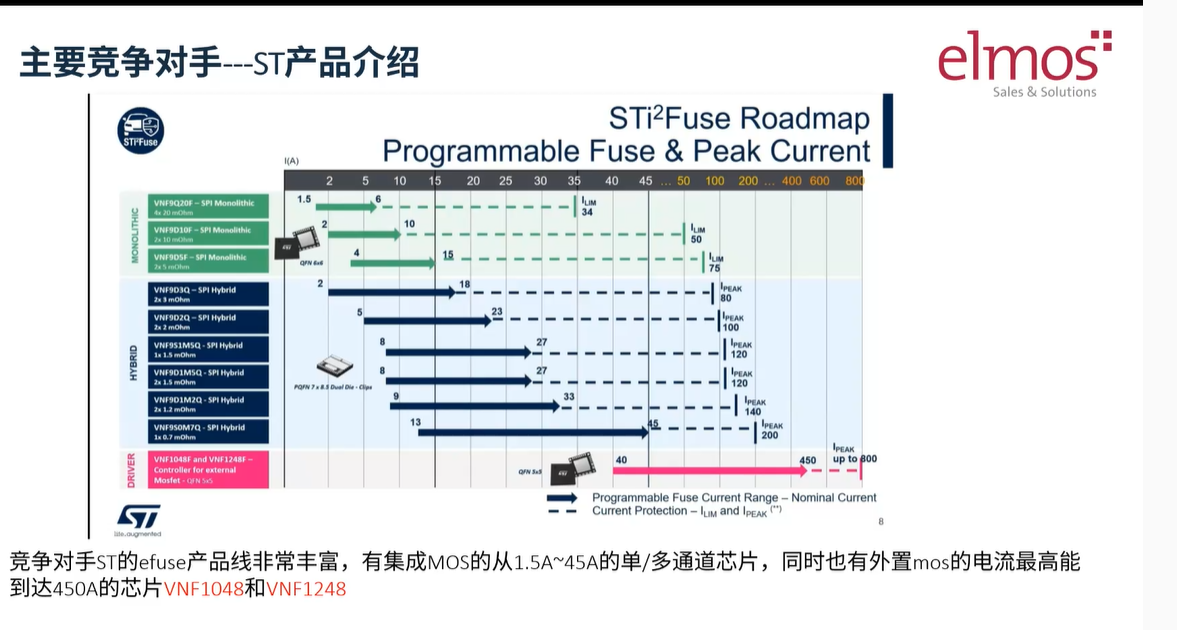 主要竞争对手---ST产品介绍
elmos
Sales & Solutions
STi²Fuse
STi²Fuse Roadmap
Programmable Fuse & Peak Current
I(A)
2 5 10 15 20 25 30 35 40 45 ... 50 100 200 ... 400 600 800
MONOLITHIC
VNF9Q20F – SPI Monolithic
4x 20 mOhm
1.5 6 ILIM
34
VNF9D10F – SPI Monolithic
2x 10 mOhm
2 10 ILIM
50
VNF9D5F – SPI Monolithic
2x 5 mOhm
4 15 ILIM
75
QFN 6x6
HYBRID
VNF9D3Q – SPI Hybrid
2x 3 mOhm
2 18 IPEAK
80
VNF9D2Q – SPI Hybrid
2x 2 mOhm
5 23 IPEAK
100
VNF9S1M5Q - SPI Hybrid
1x 1.5 mOhm
8 27 IPEAK
120
VNF9D1M5Q - SPI Hybrid
2x 1.5 mOhm
8 27 IPEAK
120
PQFN 7 x 8.5 Dual Die - Clips
VNF9D1M2Q - SPI Hybrid
2x 1.2 mOhm
9 33 IPEAK
140
VNF9S0M7Q - SPI Hybrid
1x 0.7 mOhm
13 45 IPEAK
200
DRIVER
VNF1048F and VNF1248F –
Controller for external
Mosfet - QFN 5x5
QFN 5x5
40 450 IPEAK
up to 800
Programmable Fuse Current Range – Nominal Current
Current Protection – ILIM and IPEAK (**)
ST
life.augmented
8
竞争对手ST的efuse产品线非常丰富，有集成MOS的从1.5A~45A的单/多通道芯片，同时也有外置mos的电流最高能
到达450A的芯片VNF1048和VNF1248